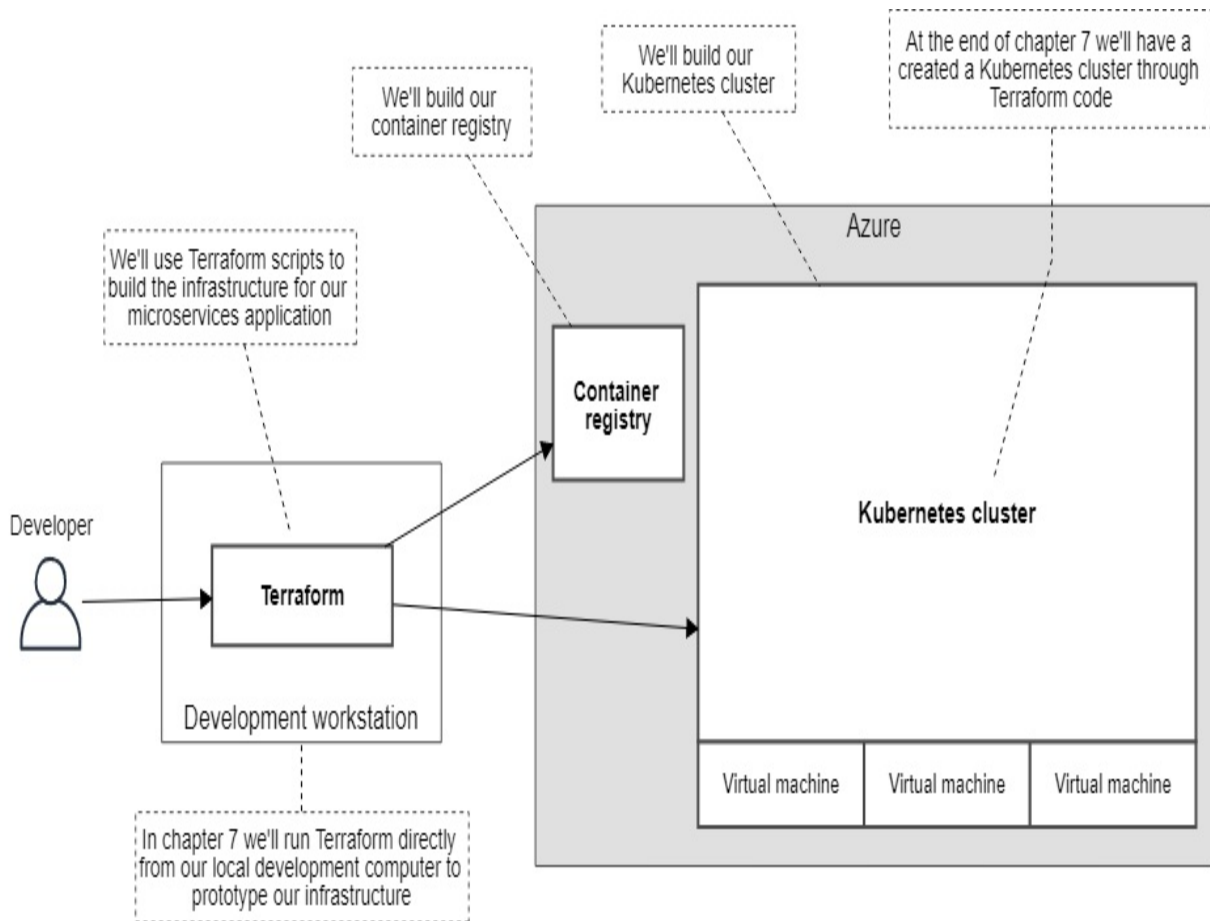 We'll build our
container registry
We'll build our
Kubernetes cluster
At the end of chapter 7 we'll have a
created a Kubernetes cluster through
Terraform code
We'll use Terraform scripts to
build the infrastructure for our
microservices application
Azure
Container
registry
Kubernetes cluster
Developer
Terraform
Development workstation
Virtual machine
Virtual machine
Virtual machine
In chapter 7 we'll run Terraform directly
from our local development computer to
prototype our infrastructure